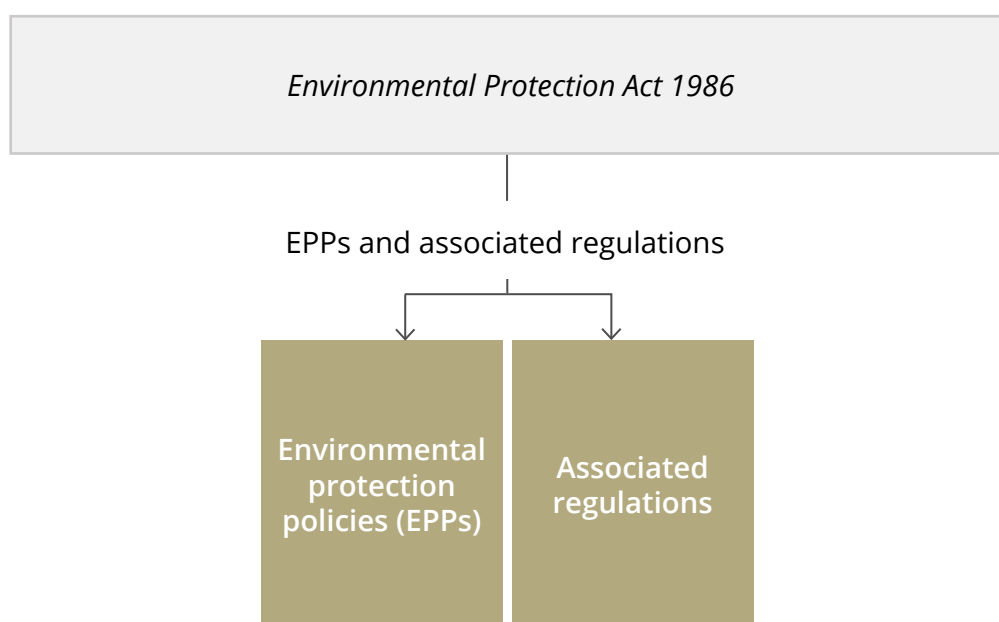 Environmental Protection Act 1986
EPPs and associated regulations
Environmental
protection
policies (EPPs)
Associated
regulations